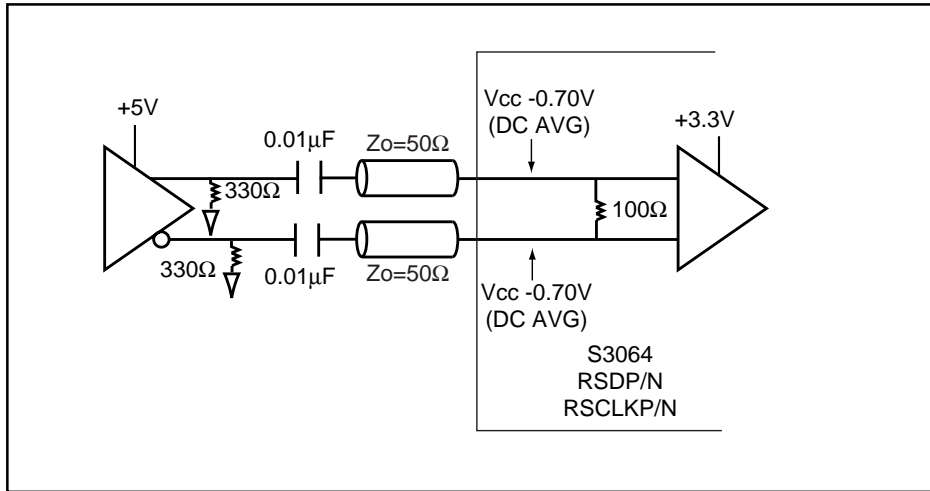 +5V
0.01µF
Zo=50Ω
Vcc -0.70V
(DC AVG)
+3.3V
330Ω
100Ω
330Ω
0.01µF
Zo=50Ω
Vcc -0.70V
(DC AVG)
S3064
RSDP/N
RSCLKP/N